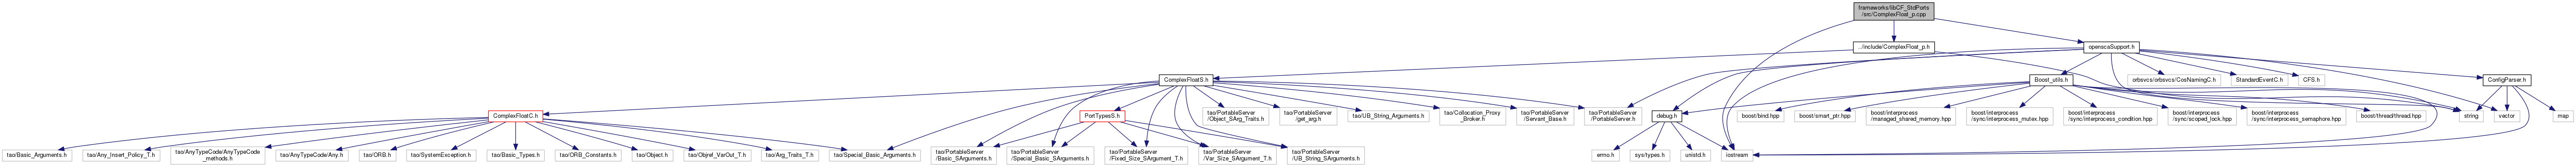 frameworks/libCF_StdPorts
/src/ComplexFloat_p.cpp
../include/ComplexFloat_p.h
openscaSupport.h
ComplexFloatS.h
Boost_utils.h
orbsvcs/orbsvcs/CosNamingC.h
StandardEventC.h
CFS.h
ConfigParser.h
ComplexFloatC.h
PortTypesS.h
tao/PortableServer
/Object_SArg_Traits.h
tao/PortableServer
/get_arg.h
tao/UB_String_Arguments.h
tao/Collocation_Proxy
_Broker.h
tao/PortableServer
/Servant_Base.h
tao/PortableServer
/PortableServer.h
debug.h
boost/bind.hpp
boost/smart_ptr.hpp
boost/interprocess
/managed_shared_memory.hpp
boost/interprocess
/sync/interprocess_mutex.hpp
boost/interprocess
/sync/interprocess_condition.hpp
boost/interprocess
/sync/scoped_lock.hpp
boost/interprocess
/sync/interprocess_semaphore.hpp
boost/thread/thread.hpp
string
vector
map
tao/Basic_Arguments.h
tao/Any_Insert_Policy_T.h
tao/AnyTypeCode/AnyTypeCode
_methods.h
tao/AnyTypeCode/Any.h
tao/ORB.h
tao/SystemException.h
tao/Basic_Types.h
tao/ORB_Constants.h
tao/Object.h
tao/Objref_VarOut_T.h
tao/Arg_Traits_T.h
tao/Special_Basic_Arguments.h
tao/PortableServer
/Basic_SArguments.h
tao/PortableServer
/Special_Basic_SArguments.h
tao/PortableServer
/Fixed_Size_SArgument_T.h
tao/PortableServer
/Var_Size_SArgument_T.h
tao/PortableServer
/UB_String_SArguments.h
errno.h
sys/types.h
unistd.h
iostream